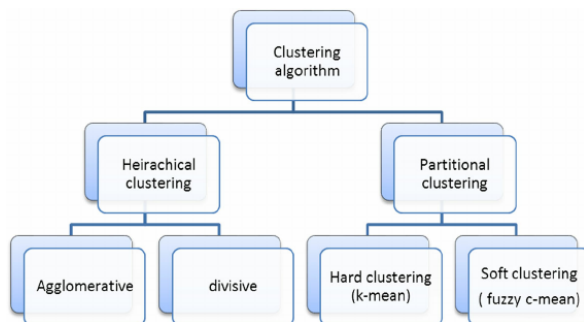 Clustering
algorithm
Heirachical
clustering
Partitional
clustering
Agglomerative
divisive
Hard clustering
(k-mean)
Soft clustering
( fuzzy c-mean)